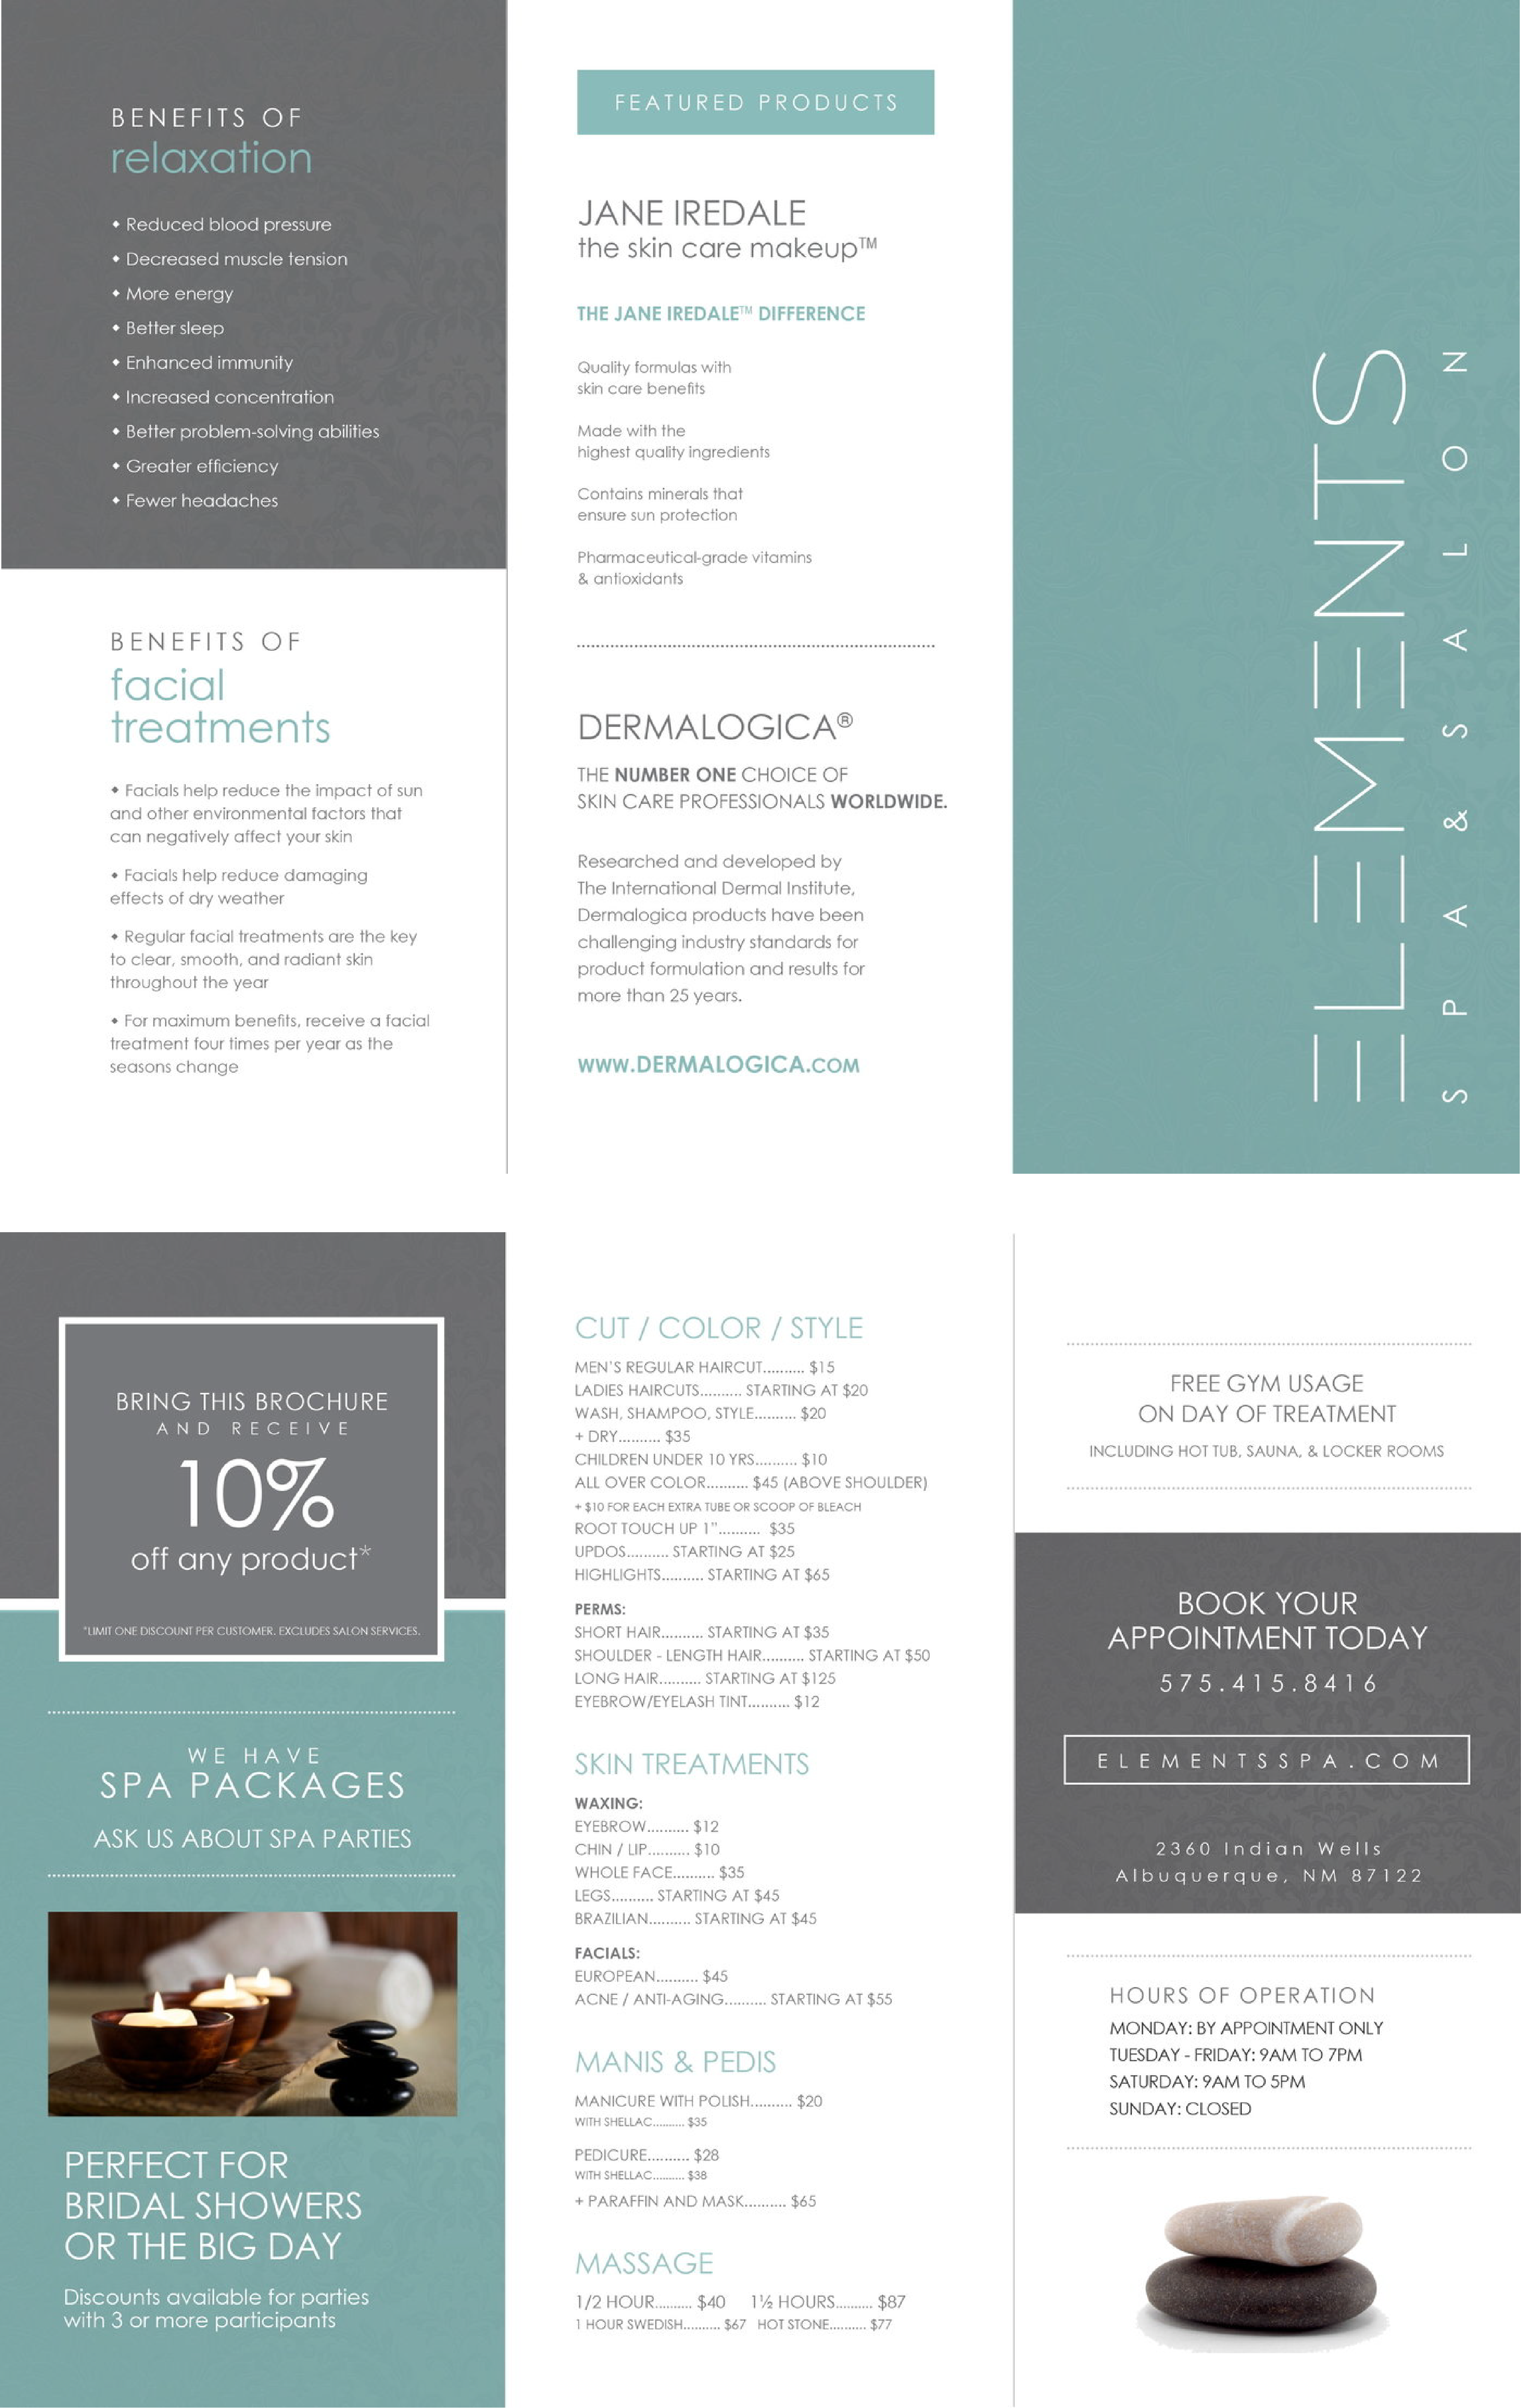 BENEFITS OF
relaxation
• Reduced blood pressure
• Decreased muscle tension
• More energy
• Better sleep
• Enhanced immunity
• Increased concentration
• Better problem-solving abilities
• Greater efficiency
• Fewer headaches
BENEFITS OF
facial
treatments
• Facials help reduce the impact of sun
and other environmental factors that
can negatively affect your skin
• Facials help reduce damaging
effects of dry weather
• Regular facial treatments are the key
to clear, smooth, and radiant skin
throughout the year
• For maximum benefits, receive a facial
treatment four times per year as the
seasons change
FEATURED PRODUCTS
JANE IREDALE
the skin care makeup™
THE JANE IREDALE™ DIFFERENCE
Quality formulas with
skin care benefits
Made with the
highest quality ingredients
Contains minerals that
ensure sun protection
Pharmaceutical-grade vitamins
& antioxidants
DERMALOGICA®
THE NUMBER ONE CHOICE OF
SKIN CARE PROFESSIONALS WORLDWIDE.
Researched and developed by
The International Dermal Institute,
Dermalogica products have been
challenging industry standards for
product formulation and results for
more than 25 years.
WWW.DERMALOGICA.COM
ELEMENTS
SPA & SALON
BRING THIS BROCHURE
AND RECEIVE
10%
off any product*
*LIMIT ONE DISCOUNT PER CUSTOMER. EXCLUDES SALON SERVICES.
WE HAVE
SPA PACKAGES
ASK US ABOUT SPA PARTIES
PERFECT FOR
BRIDAL SHOWERS
OR THE BIG DAY
Discounts available for parties
with 3 or more participants
CUT / COLOR / STYLE
MEN'S REGULAR HAIRCUT.......... $15
LADIES HAIRCUTS.......... STARTING AT $20
WASH, SHAMPOO, STYLE.......... $20
+ DRY.......... $35
CHILDREN UNDER 10 YRS.......... $10
ALL OVER COLOR.......... $45 (ABOVE SHOULDER)
+ $10 FOR EACH EXTRA TUBE OR SCOOP OF BLEACH
ROOT TOUCH UP 1”.......... $35
UPDOS.......... STARTING AT $25
HIGHLIGHTS.......... STARTING AT $65
PERMS:
SHORT HAIR.......... STARTING AT $35
SHOULDER - LENGTH HAIR.......... STARTING AT $50
LONG HAIR.......... STARTING AT $125
EYEBROW/EYELASH TINT.......... $12
SKIN TREATMENTS
WAXING:
EYEBROW.......... $12
CHIN / LIP.......... $10
WHOLE FACE.......... $35
LEGS.......... STARTING AT $45
BRAZILIAN.......... STARTING AT $45
FACIALS:
EUROPEAN.......... $45
ACNE / ANTI-AGING.......... STARTING AT $55
MANIS & PEDIS
MANICURE WITH POLISH.......... $20
WITH SHELLAC.......... $35
PEDICURE.......... $28
WITH SHELLAC.......... $38
+ PARAFFIN AND MASK.......... $65
MASSAGE
1/2 HOUR......... $40 1½ HOURS......... $87
1 HOUR SWEDISH.......... $67 HOT STONE.......... $77
FREE GYM USAGE
ON DAY OF TREATMENT
INCLUDING HOT TUB, SAUNA, & LOCKER ROOMS
BOOK YOUR
APPOINTMENT TODAY
575.415.8416
ELEMENTSSPA.COM
2360 Indian Wells
Albuquerque, NM 87122
HOURS OF OPERATION
MONDAY: BY APPOINTMENT ONLY
TUESDAY - FRIDAY: 9AM TO 7PM
SATURDAY: 9AM TO 5PM
SUNDAY: CLOSED